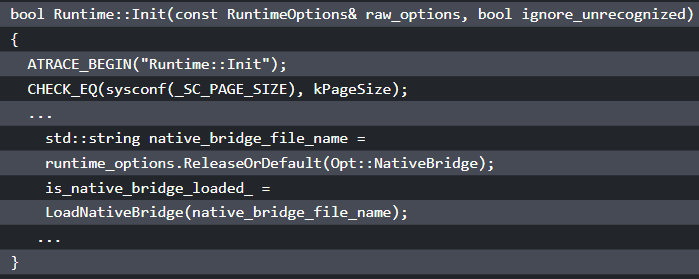 bool Runtime::Init(const RuntimeOptions& raw_options, bool ignore_unrecognized)
{
ATRACE_BEGIN("Runtime::Init");
CHECK_EQ(sysconf(_SC_PAGE_SIZE), kPageSize);
...
std::string native_bridge_file_name =
runtime_options.ReleaseOrDefault(Opt::NativeBridge);
is_native_bridge_loaded_ =
LoadNativeBridge(native_bridge_file_name);
...
}